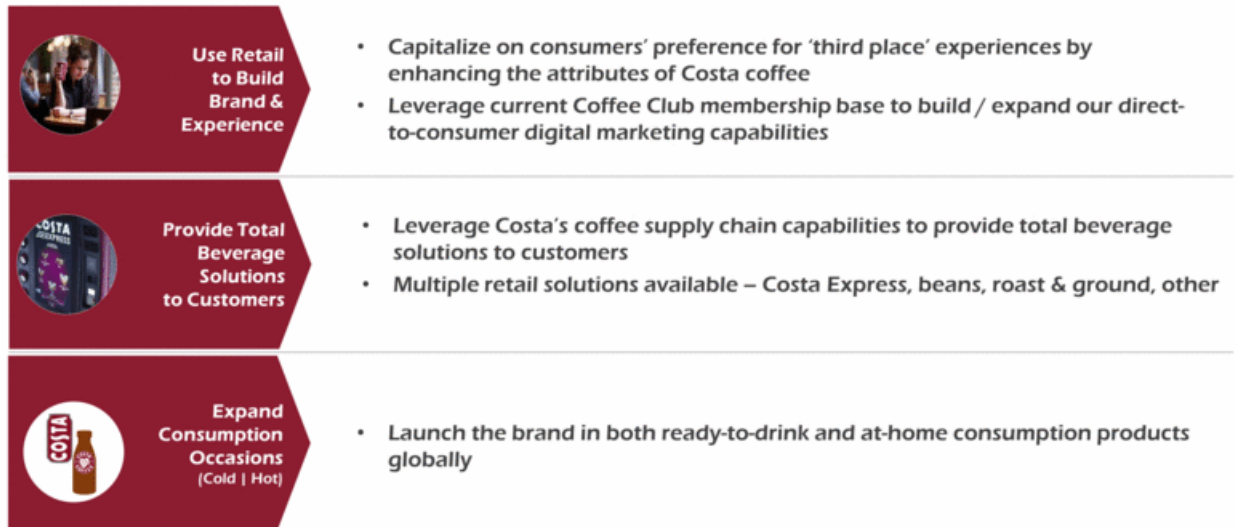 Use Retail
to Build
Brand &
Experience
• Capitalize on consumers' preference for 'third place' experiences by
enhancing the attributes of Costa coffee
• Leverage current Coffee Club membership base to build / expand our direct-
to-consumer digital marketing capabilities
COSTA
EXPRESS
Provide Total
Beverage
Solutions
to Customers
• Leverage Costa's coffee supply chain capabilities to provide total beverage
solutions to customers
• Multiple retail solutions available – Costa Express, beans, roast & ground, other
COSTA
Expand
Consumption
Occasions
(Cold | Hot)
• Launch the brand in both ready-to-drink and at-home consumption products
globally